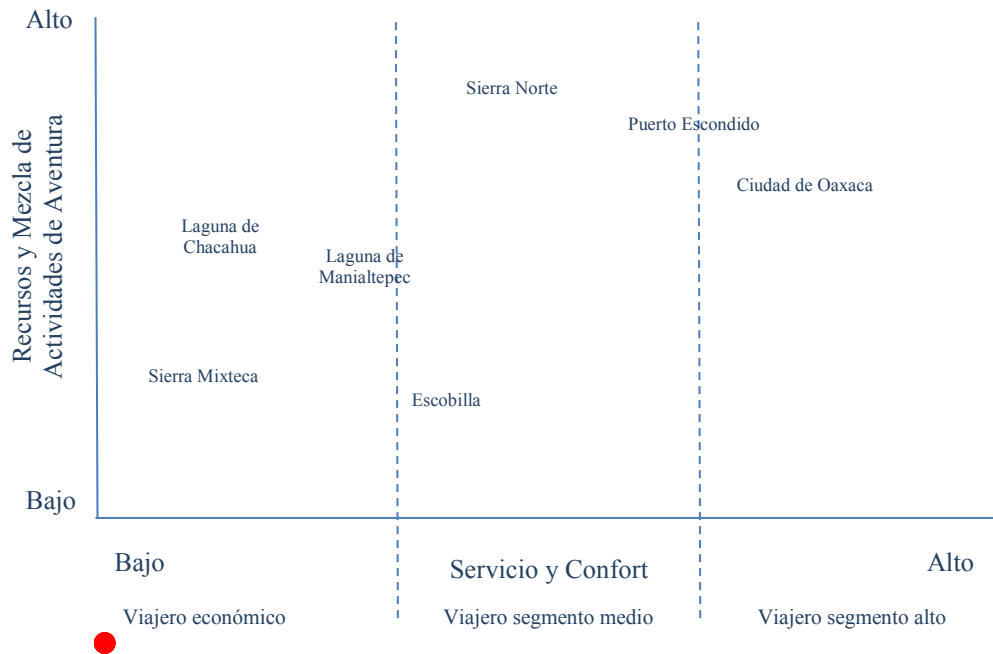 Alto
Recursos y Mezcla de
Actividades de Aventura
Sierra Norte
Puerto Escondido
Ciudad de Oaxaca
Laguna de
Chacahua
Laguna de
Manialtepec
Sierra Mixteca
Escobilla
Bajo
Bajo
Servicio y Confort
Alto
Viajero económico
Viajero segmento medio
Viajero segmento alto